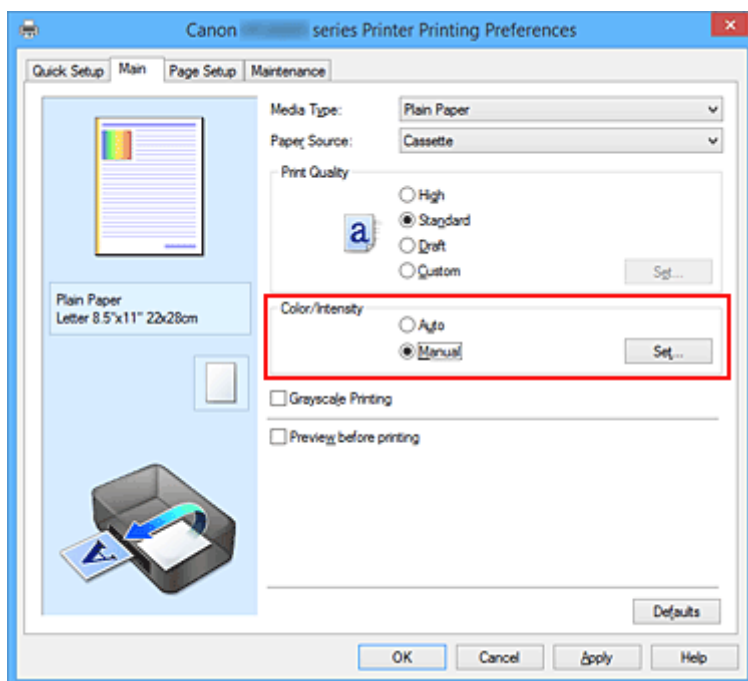 Canon series Printer Printing Preferences
Quick Setup Main Page Setup Maintenance
Media Type: Plain Paper
Paper Source: Cassette
Print Quality
High
a Standard
Draft
Custom Set...
Plain Paper
Letter 8.5"x11" 22x28cm
Color/Intensity
Auto
Manual Set...
Grayscale Printing
Preview before printing
A
Defaults
OK Cancel Apply Help